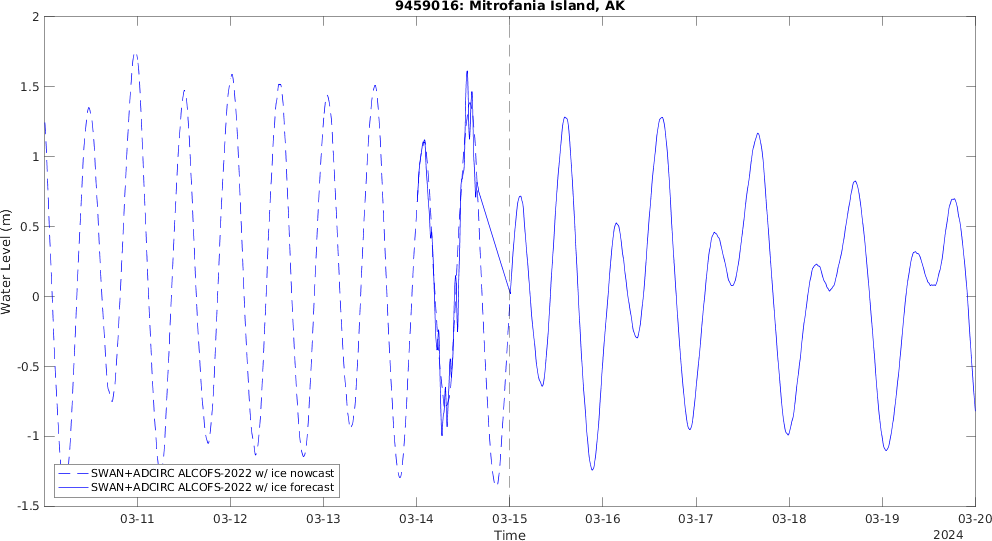 9459016: Mitrofania Island, AK
Water Level (m)
2
1.5
1
0.5
0
-0.5
-1
-1.5
SWAN+ADCIRC ALCOFS-2022 w/ ice nowcast
SWAN+ADCIRC ALCOFS-2022 w/ ice forecast
03-11 03-12 03-13 03-14 03-15 03-16 03-17 03-18 03-19 03-20
Time
2024